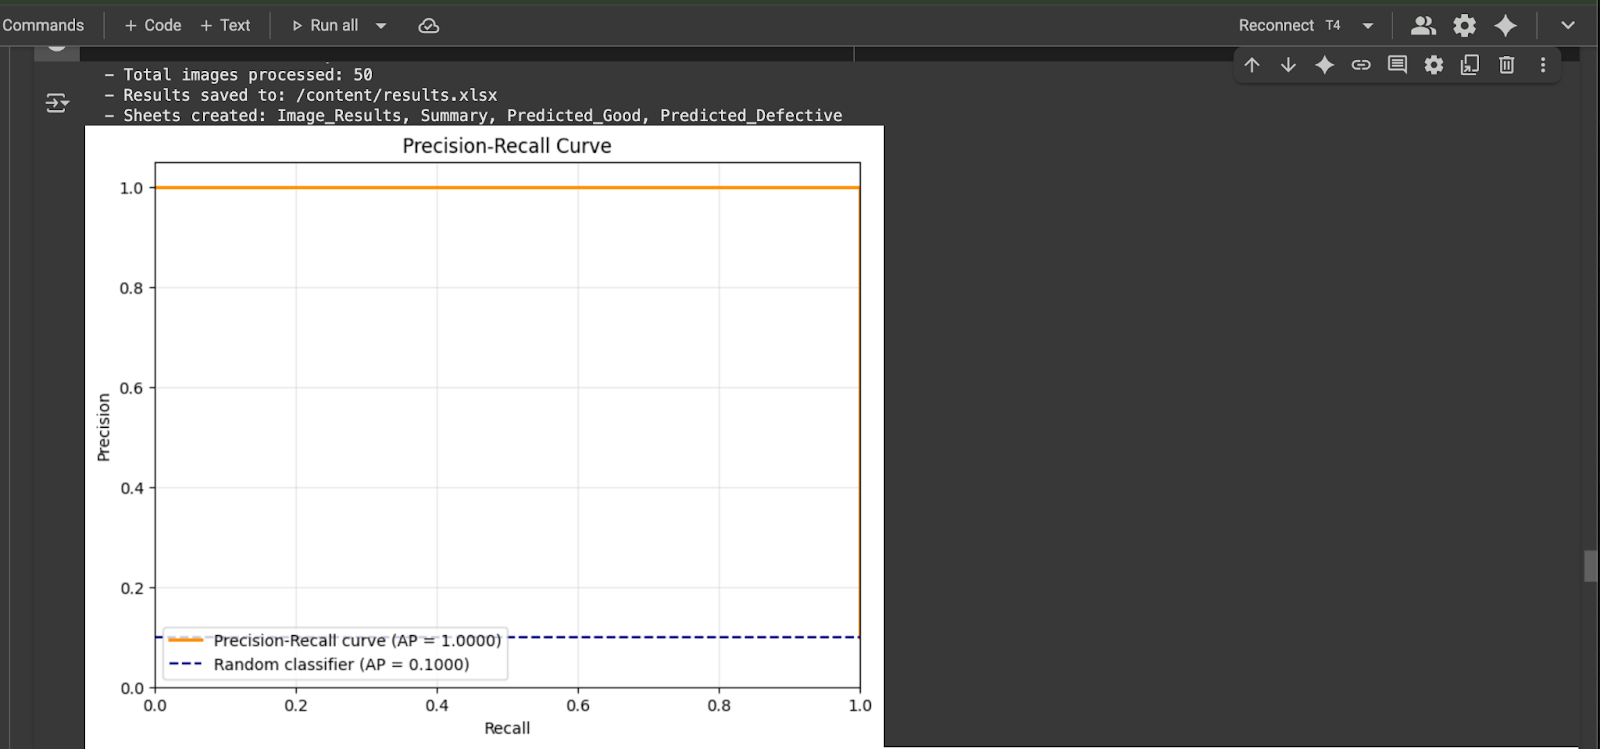 Commands + Code + Text Run all Reconnect T4
- Total images processed: 50
- Results saved to: /content/results.xlsx
- Sheets created: Image_Results, Summary, Predicted_Good, Predicted_Defective
Precision-Recall Curve
1.0
0.8
0.6
0.4
0.2
0.0
Precision
Precision-Recall curve (AP = 1.0000)
Random classifier (AP = 0.1000)
0.0 0.2 0.4 0.6 0.8 1.0
Recall